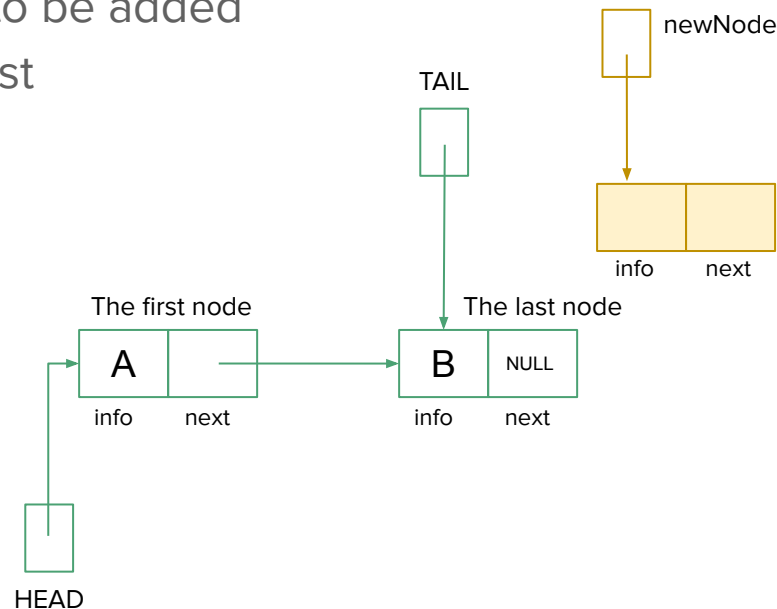 to be added
st
newNode
TAIL
info next
The first node
The last node
A
B
NULL
info next
info next
HEAD